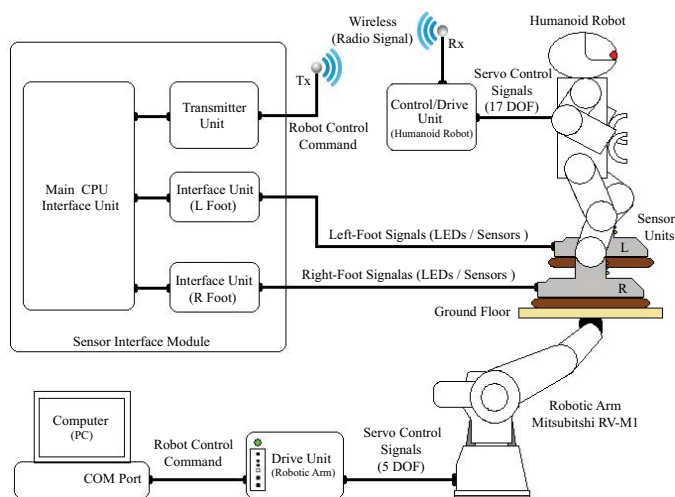 Wireless
(Radio Signal)
Humanoid Robot
Tx
Rx
Servo Control
Signals
(17 DOF)
Transmitter
Unit
Robot Control
Command
Control/Drive
Unit
(Humanoid Robot)
Main CPU
Interface Unit
Interface Unit
(L Foot)
Left-Foot Signals (LEDs / Sensors )
Sensor
Units
L
Interface Unit
(R Foot)
Right-Foot Signalas (LEDs / Sensors )
R
Ground Floor
Sensor Interface Module
Computer
(PC)
COM Port
Robot Control
Command
Drive Unit
(Robotic Arm)
Servo Control
Signals
(5 DOF)
Robotic Arm
Mitsubitshi RV-M1